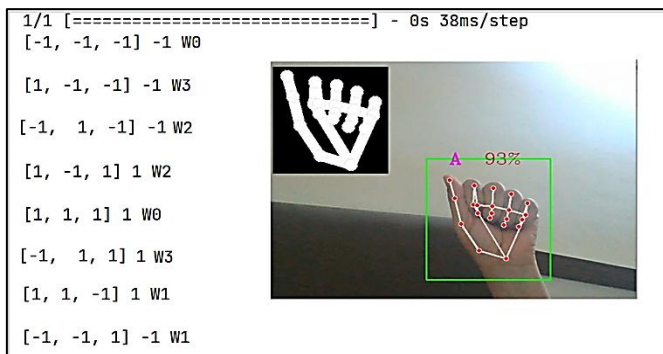 1/1 [==============================] - 0s 38ms/step
[-1, -1, -1] -1 W0
[1, -1, -1] -1 W3
[-1, 1, -1] -1 W2
[1, -1, 1] 1 W2
[1, 1, 1] 1 W0
[-1, 1, 1] 1 W3
[1, 1, -1] 1 W1
[-1, -1, 1] -1 W1
A 93%